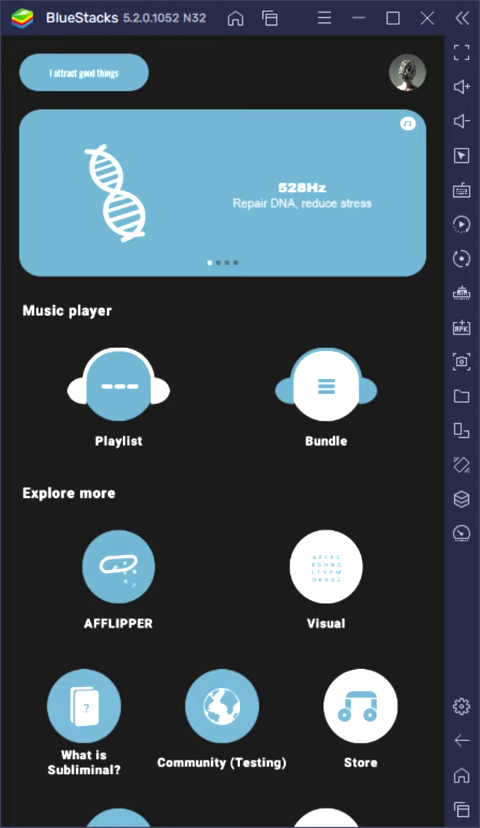 BlueStacks 5.2.0.1052 N32
I attract good things
528Hz
Repair DNA, reduce stress
Music player
Playlist
Bundle
Explore more
AFFLIPPER
Visual
?
What is
Subliminal?
Community (Testing)
Store